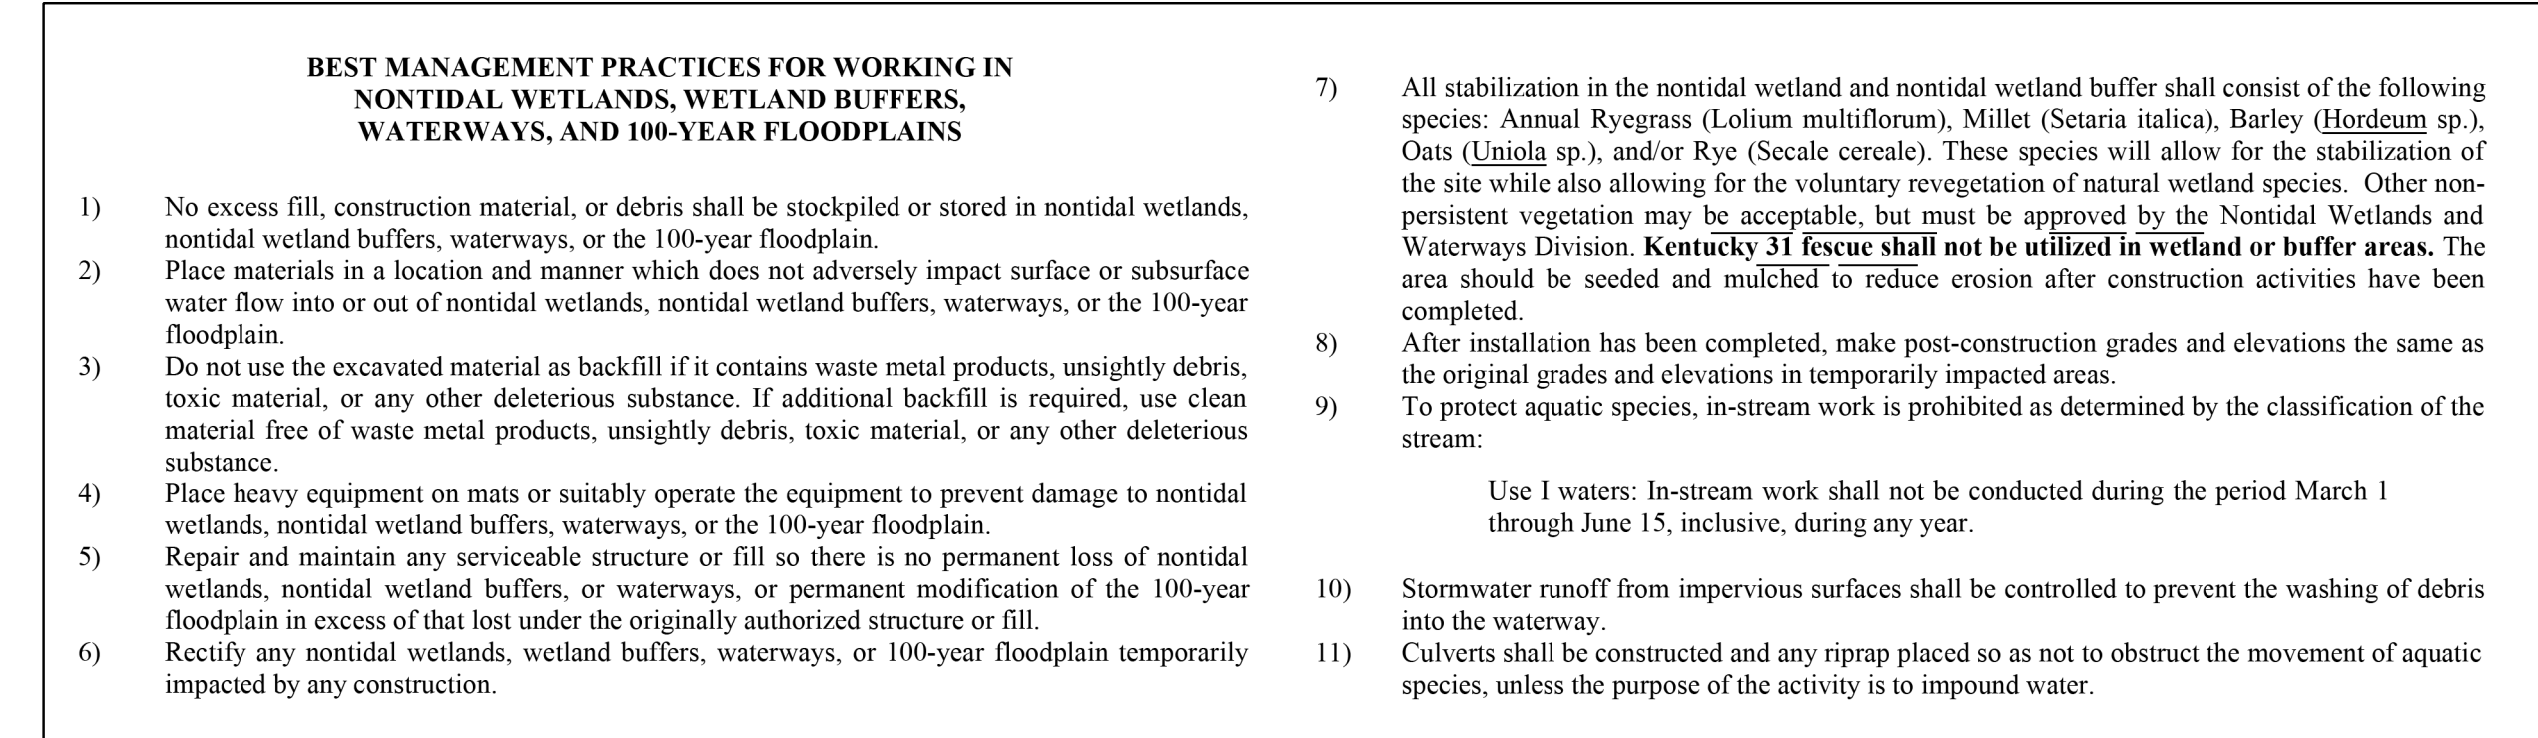 BEST MANAGEMENT PRACTICES FOR WORKING IN
NONTIDAL WETLANDS, WETLAND BUFFERS,
WATERWAYS, AND 100-YEAR FLOODPLAINS
1) No excess fill, construction material, or debris shall be stockpiled or stored in nontidal wetlands,
nontidal wetland buffers, waterways, or the 100-year floodplain.
2) Place materials in a location and manner which does not adversely impact surface or subsurface
water flow into or out of nontidal wetlands, nontidal wetland buffers, waterways, or the 100-year
floodplain.
3) Do not use the excavated material as backfill if it contains waste metal products, unsightly debris,
toxic material, or any other deleterious substance. If additional backfill is required, use clean
material free of waste metal products, unsightly debris, toxic material, or any other deleterious
substance.
4) Place heavy equipment on mats or suitably operate the equipment to prevent damage to nontidal
wetlands, nontidal wetland buffers, waterways, or the 100-year floodplain.
5) Repair and maintain any serviceable structure or fill so there is no permanent loss of nontidal
wetlands, nontidal wetland buffers, or waterways, or permanent modification of the 100-year
floodplain in excess of that lost under the originally authorized structure or fill.
6) Rectify any nontidal wetlands, wetland buffers, waterways, or 100-year floodplain temporarily
impacted by any construction.
7) All stabilization in the nontidal wetland and nontidal wetland buffer shall consist of the following
species: Annual Ryegrass (Lolium multiflorum), Millet (Setaria italica), Barley (Hordeum sp.),
Oats (Uniola sp.), and/or Rye (Secale cereale). These species will allow for the stabilization of
the site while also allowing for the voluntary revegetation of natural wetland species. Other non-
persistent vegetation may be acceptable, but must be approved by the Nontidal Wetlands and
Waterways Division. Kentucky 31 fescue shall not be utilized in wetland or buffer areas. The
area should be seeded and mulched to reduce erosion after construction activities have been
completed.
8) After installation has been completed, make post-construction grades and elevations the same as
the original grades and elevations in temporarily impacted areas.
9) To protect aquatic species, in-stream work is prohibited as determined by the classification of the
stream:
Use I waters: In-stream work shall not be conducted during the period March 1
through June 15, inclusive, during any year.
10) Stormwater runoff from impervious surfaces shall be controlled to prevent the washing of debris
into the waterway.
11) Culverts shall be constructed and any riprap placed so as not to obstruct the movement of aquatic
species, unless the purpose of the activity is to impound water.